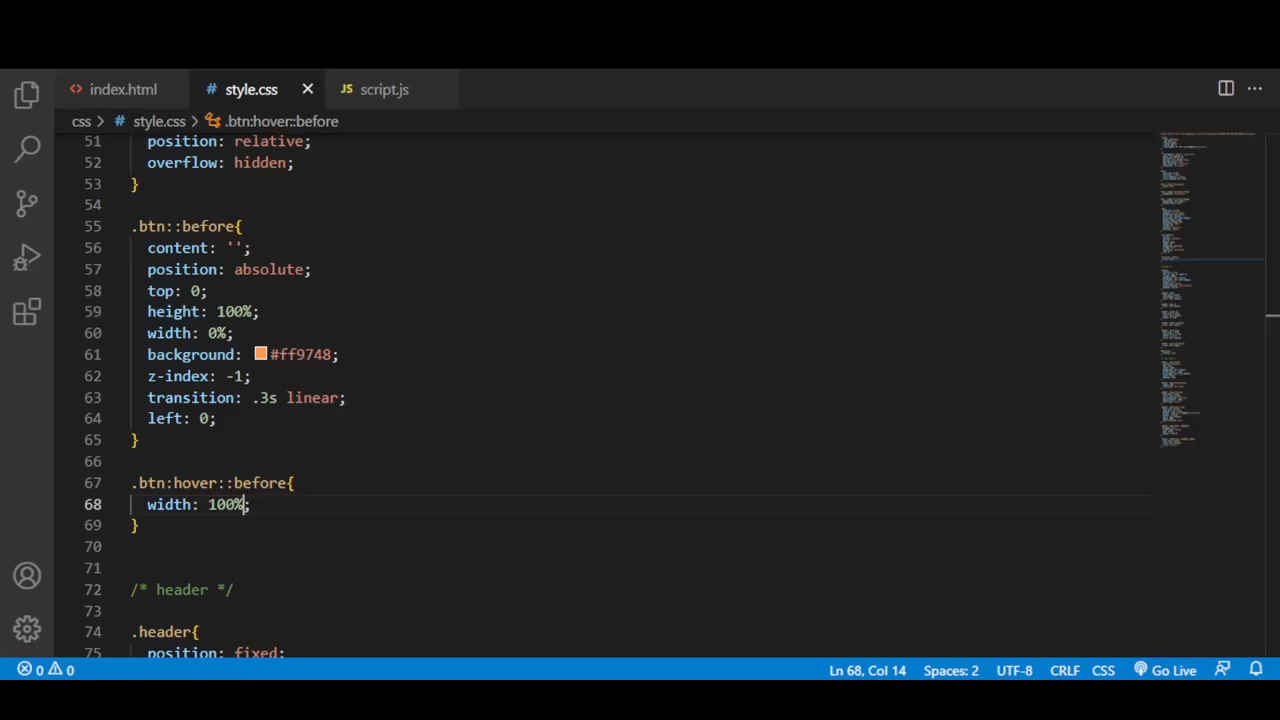 index.html
style.css
JS script.js
css > # style.css > .btn:hover::before
51 position: relative;
52 overflow: hidden;
53 }
54
55 .btn::before{
56 content: '';
57 position: absolute;
58 top: 0;
59 height: 100%;
60 width: 0%;
61 background: #ff9748;
62 z-index: -1;
63 transition: .3s linear;
64 left: 0;
65 }
66
67 .btn:hover::before{
68 width: 100%;
69 }
70
71
72 /* header */
73
74 .header{
75 position: fixed;
0 0 Ln 68, Col 14 Spaces: 2 UTF-8 CRLF CSS Go Live